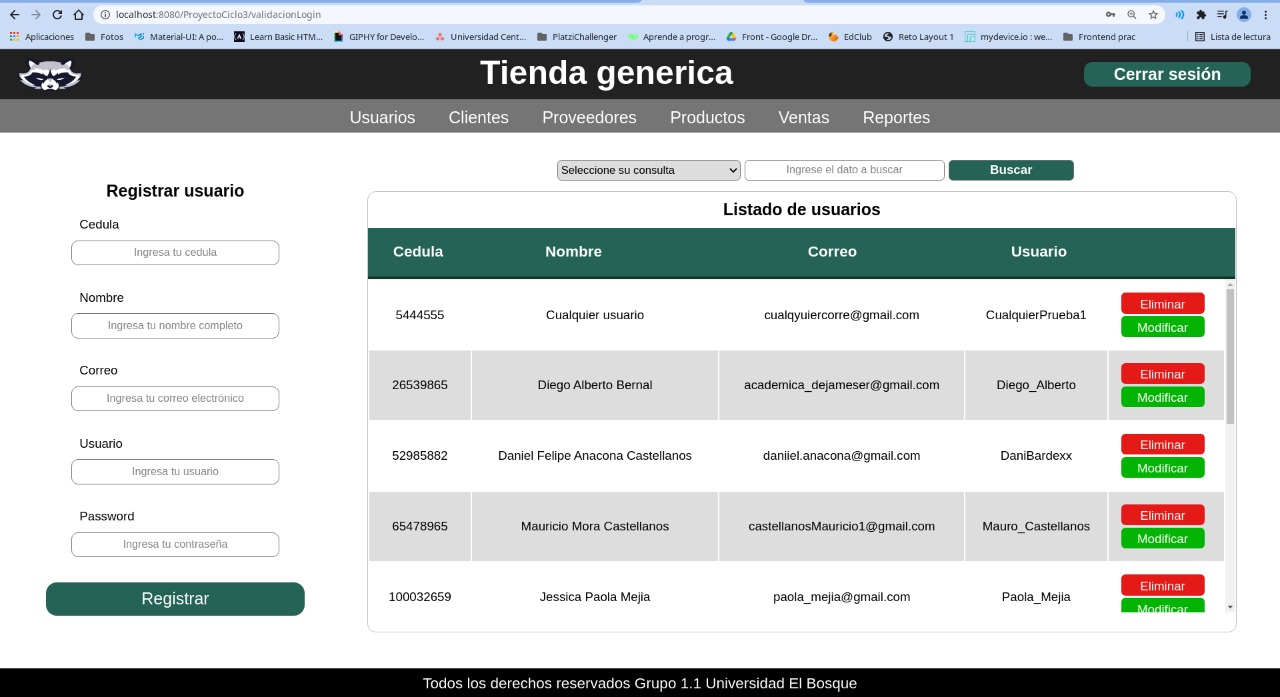 localhost:8080/ProyectoCiclo3/validacionLogin
Aplicaciones Fotos Material-UI: A po... Learn Basic HTM... GIPHY for Develo... Universidad Cent... PlatziChallenger Aprende a progr... Front - Google Dr... EdClub Reto Layout 1 mydevice.io : we... Frontend prac Lista de lectura
Tienda generica
Cerrar sesión
Usuarios Clientes Proveedores Productos Ventas Reportes
Registrar usuario
Cedula
Ingresa tu cedula
Nombre
Ingresa tu nombre completo
Correo
Ingresa tu correo electrónico
Usuario
Ingresa tu usuario
Password
Ingresa tu contraseña
Registrar
Seleccione su consulta Ingrese el dato a buscar Buscar
Listado de usuarios
Cedula Nombre Correo Usuario
5444555 Cualquier usuario cualqyuiercorre@gmail.com CualquierPrueba1 Eliminar
Modificar
26539865 Diego Alberto Bernal academica_dejameser@gmail.com Diego_Alberto Eliminar
Modificar
52985882 Daniel Felipe Anacona Castellanos daniiel.anacona@gmail.com DaniBardexx Eliminar
Modificar
65478965 Mauricio Mora Castellanos castellanosMauricio1@gmail.com Mauro_Castellanos Eliminar
Modificar
100032659 Jessica Paola Mejia paola_mejia@gmail.com Paola_Mejia Eliminar
Modificar
Todos los derechos reservados Grupo 1.1 Universidad El Bosque